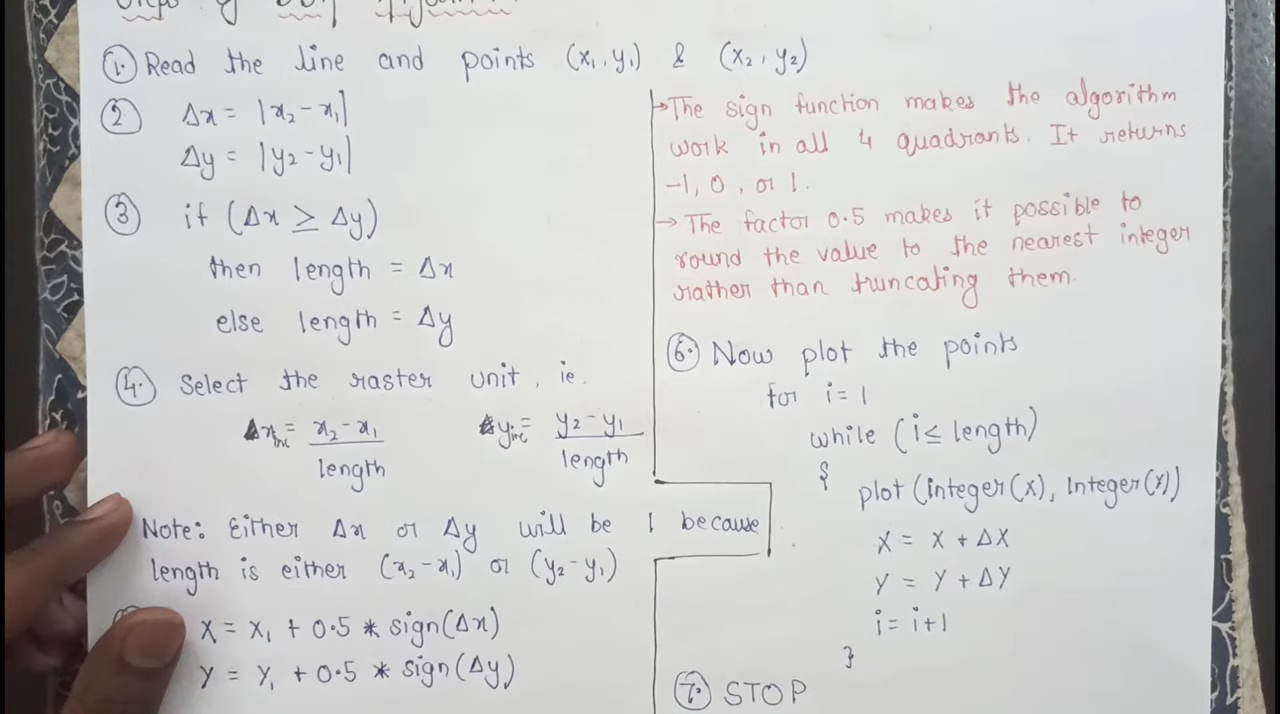 Steps of DDA Algorithm
1. Read the line and points (x₁, y₁) & (x₂, y₂)
2 Δx = |x₂ - x₁|
Δy = |y₂ - y₁|
3 if (Δx ≥ Δy)
then length = Δx
else length = Δy
4. Select the raster unit, ie.
Δx_inc = x₂ - x₁ / length Δy_inc = y₂ - y₁ / length
Note: Either Δx or Δy will be 1 because
length is either (x₂ - x₁) or (y₂ - y₁)
X = X₁ + 0.5 * sign(Δx)
Y = Y₁ + 0.5 * sign(Δy)
→ The sign function makes the algorithm
work in all 4 quadrants. It returns
-1, 0, or 1.
→ The factor 0.5 makes it possible to
round the value to the nearest integer
rather than truncating them.
6. Now plot the points
for i = 1
while (i ≤ length)
{
plot (integer(X), Integer(Y))
X = X + ΔX
Y = Y + ΔY
i = i+1
}
7. STOP